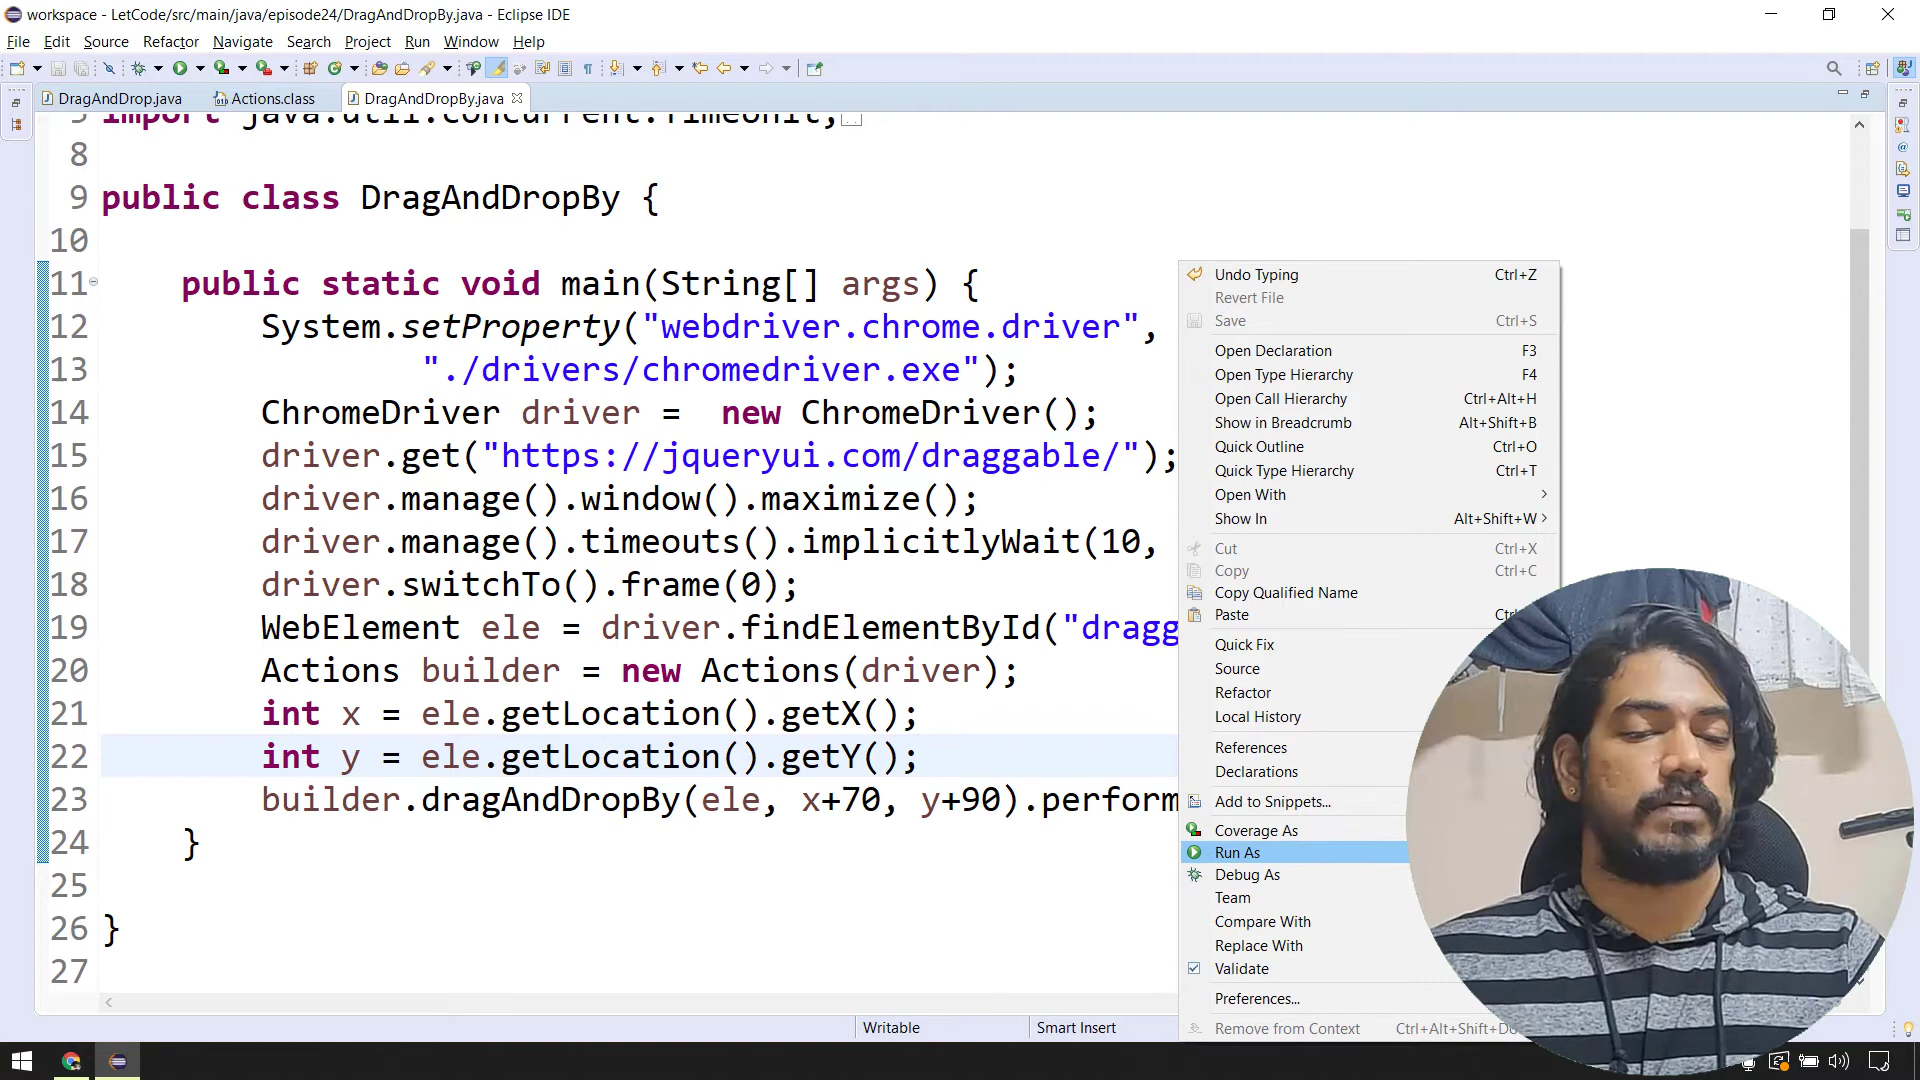 workspace - LetCode/src/main/java/episode24/DragAndDropBy.java - Eclipse IDE
File Edit Source Refactor Navigate Search Project Run Window Help
DragAndDrop.java Actions.class DragAndDropBy.java
import java.util.concurrent.TimeUnit;
8
9 public class DragAndDropBy {
10
11 public static void main(String[] args) {
12 System.setProperty("webdriver.chrome.driver",
13 "./drivers/chromedriver.exe");
14 ChromeDriver driver = new ChromeDriver();
15 driver.get("https://jqueryui.com/draggable/");
16 driver.manage().window().maximize();
17 driver.manage().timeouts().implicitlyWait(10,
18 driver.switchTo().frame(0);
19 WebElement ele = driver.findElementById("dragg
20 Actions builder = new Actions(driver);
21 int x = ele.getLocation().getX();
22 int y = ele.getLocation().getY();
23 builder.dragAndDropBy(ele, x+70, y+90).perform
24 }
25
26 }
27
Undo Typing Ctrl+Z
Revert File
Save Ctrl+S
Open Declaration F3
Open Type Hierarchy F4
Open Call Hierarchy Ctrl+Alt+H
Show in Breadcrumb Alt+Shift+B
Quick Outline Ctrl+O
Quick Type Hierarchy Ctrl+T
Open With
Show In Alt+Shift+W
Cut Ctrl+X
Copy Ctrl+C
Copy Qualified Name
Paste
Quick Fix
Source
Refactor
Local History
References
Declarations
Add to Snippets...
Coverage As
Run As
Debug As
Team
Compare With
Replace With
Validate
Preferences...
Remove from Context
Writable Smart Insert